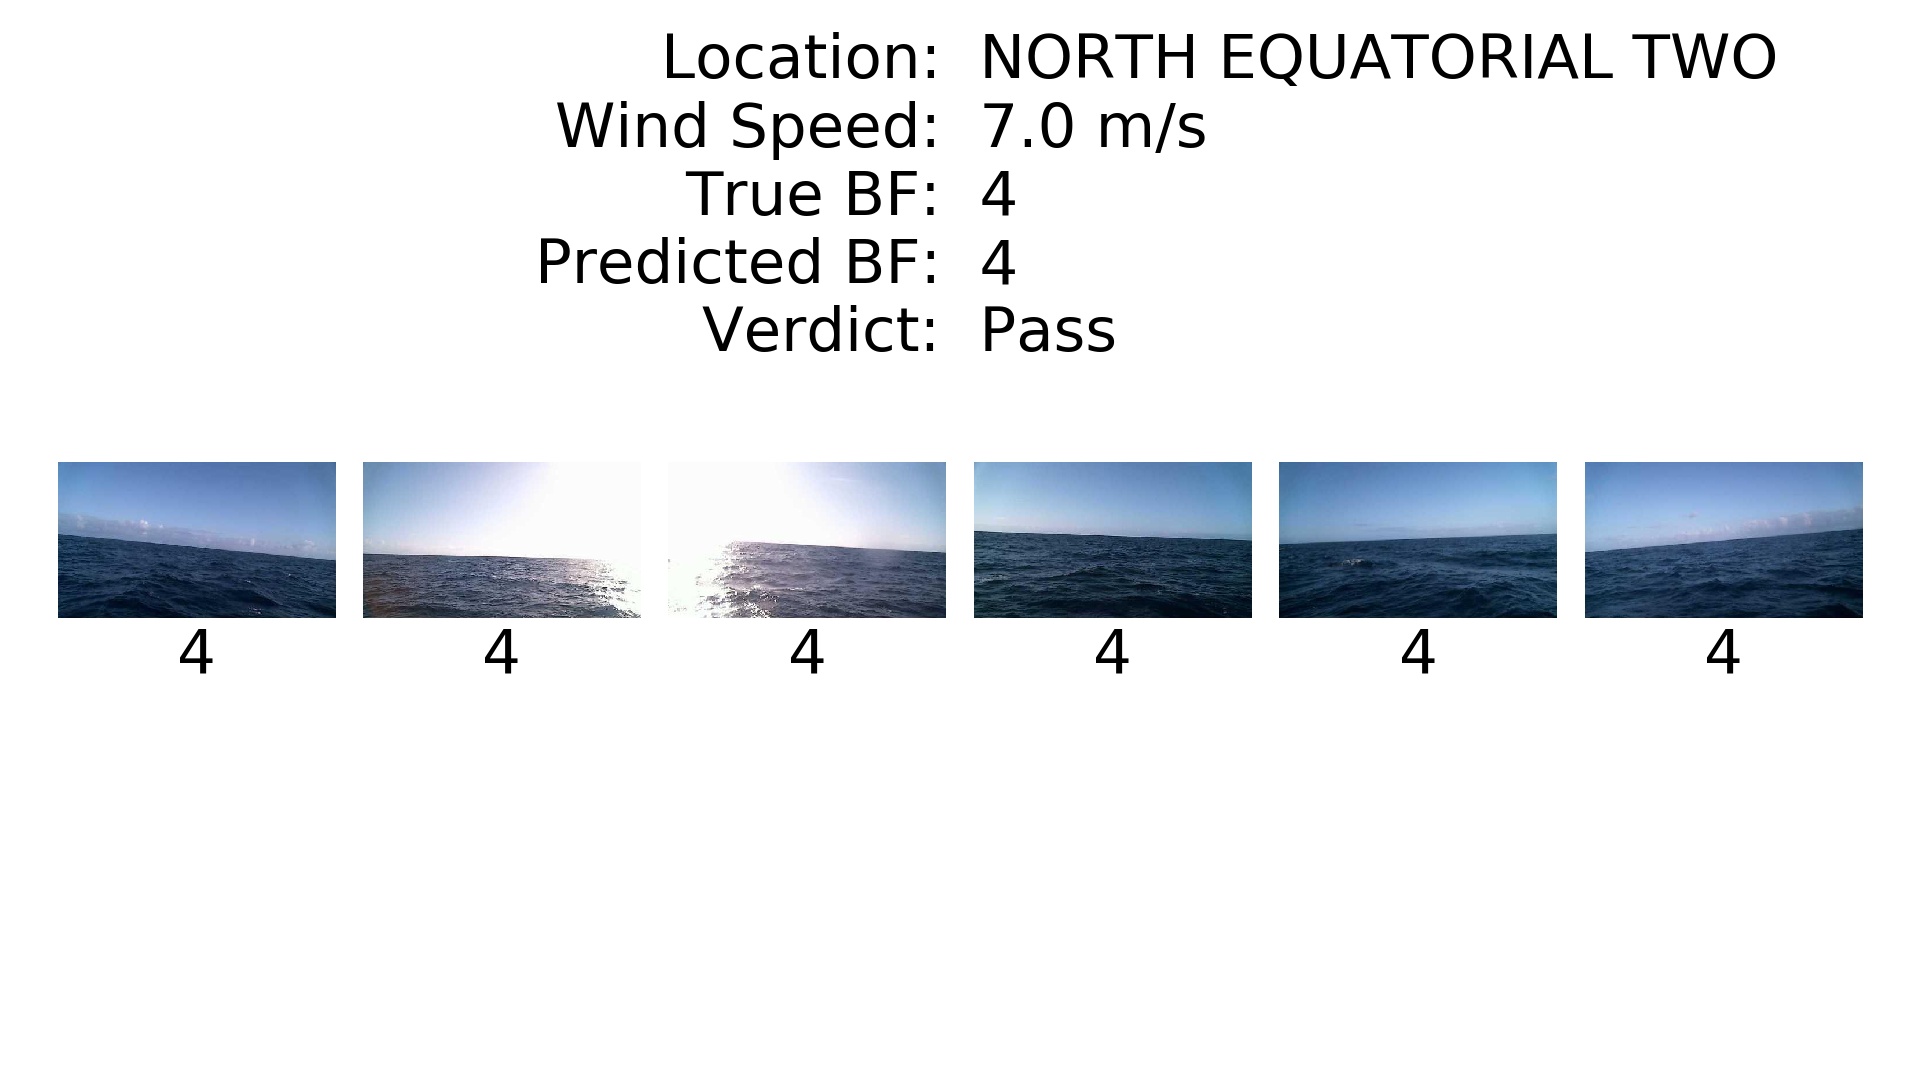 Location: NORTH EQUATORIAL TWO
Wind Speed: 7.0 m/s
True BF: 4
Predicted BF: 4
Verdict: Pass
4 4 4 4 4 4